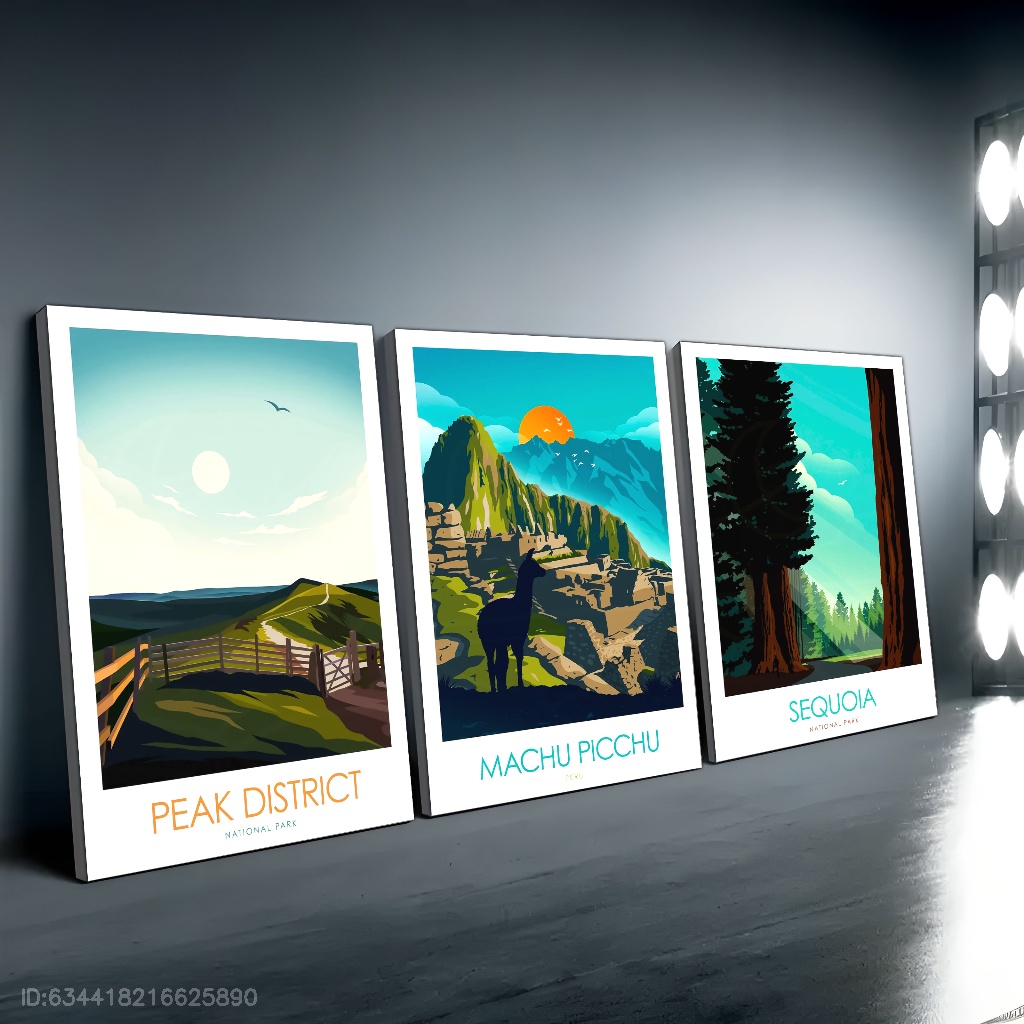 PEAK DISTRICT
NATIONAL PARK
MACHU PICCHU
PERU
SEQUOIA
NATIONAL PARK
ID:634418216625890